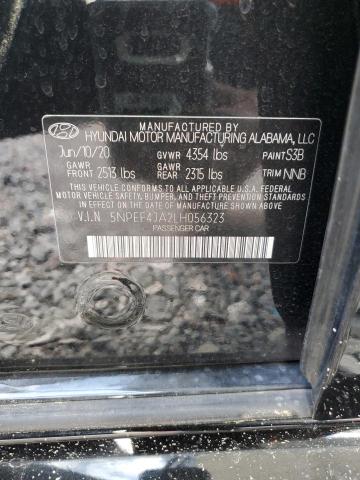 MANUFACTURED BY
HYUNDAI MOTOR MANUFACTURING ALABAMA, LLC
Jun/10/20 GVWR 4354 lbs PAINT S3B
GAWR FRONT 2513 lbs GAWR REAR 2315 lbs TRIM NNB
THIS VEHICLE CONFORMS TO ALL APPLICABLE U.S. FEDERAL
MOTOR VEHICLE SAFETY, BUMPER, AND THEFT PREVENTION
STANDARDS IN EFFECT ON THE DATE OF MANUFACTURE SHOWN ABOVE.
V.I.N 5NPEF4JA2LH056323
PASSENGER CAR